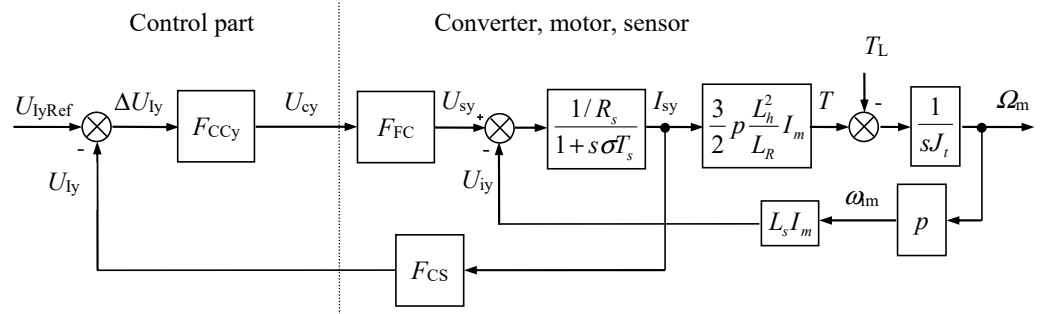 Control part
Converter, motor, sensor
T_L
U_IyRef
ΔU_Iy
F_CCy
U_cy
F_FC
U_sy
+
1/R_s
1+sσT_s
I_sy
3/2 p L_h^2/L_R I_m
T
-
1/sJ_t
Ω_m
-
U_Iy
-
U_iy
L_s I_m
ω_lm
p
F_CS